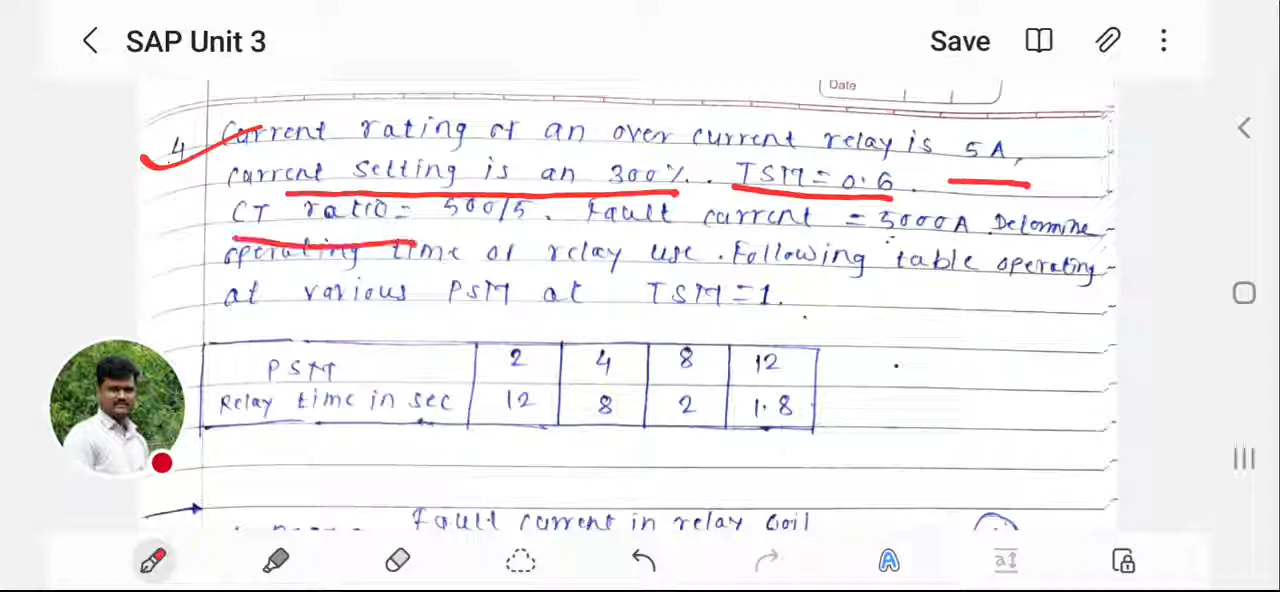 SAP Unit 3
Save
Date
4 Current rating of an over current relay is 5A,
current setting is an 300%. TSM = 0.6.
CT ratio = 500/5. Fault current = 5000A Delermine
operating time of relay use. Following table operating
at various PSM at TSM = 1.
PSM 2 4 8 12
Relay time in sec 12 8 2 1.8
Fault current in relay coil